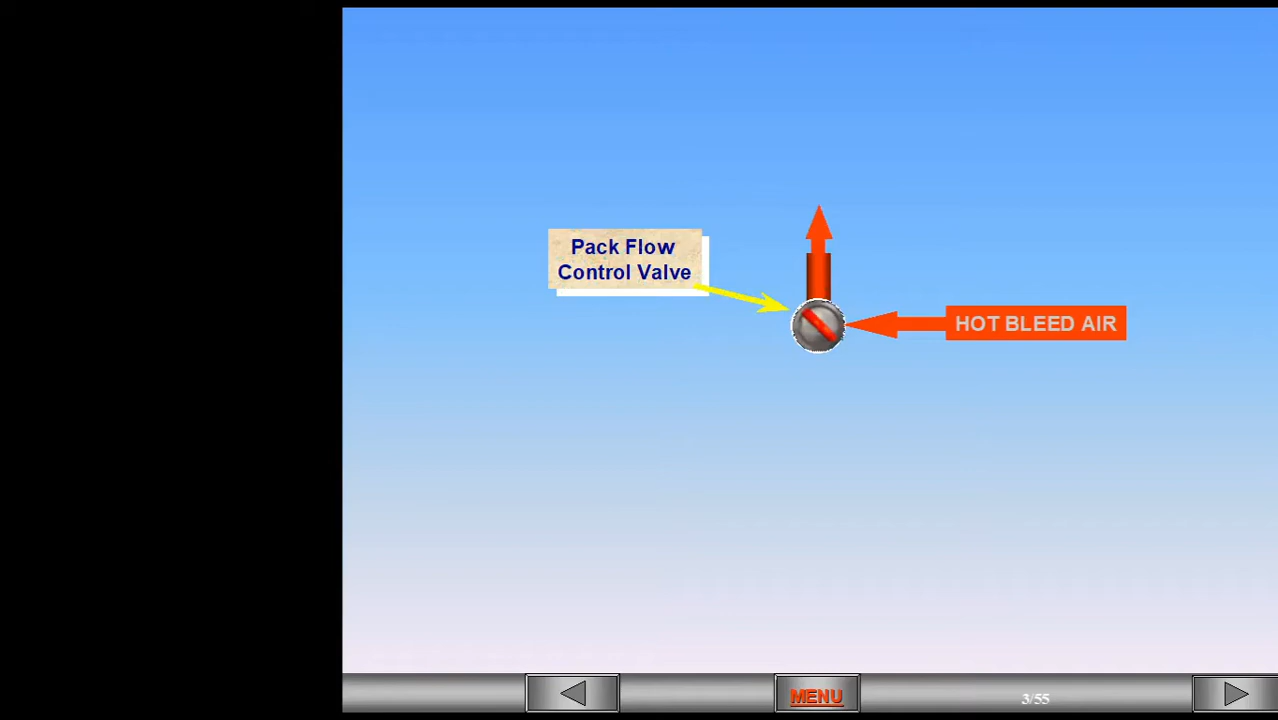 Pack Flow
Control Valve
HOT BLEED AIR
MENU
3/55